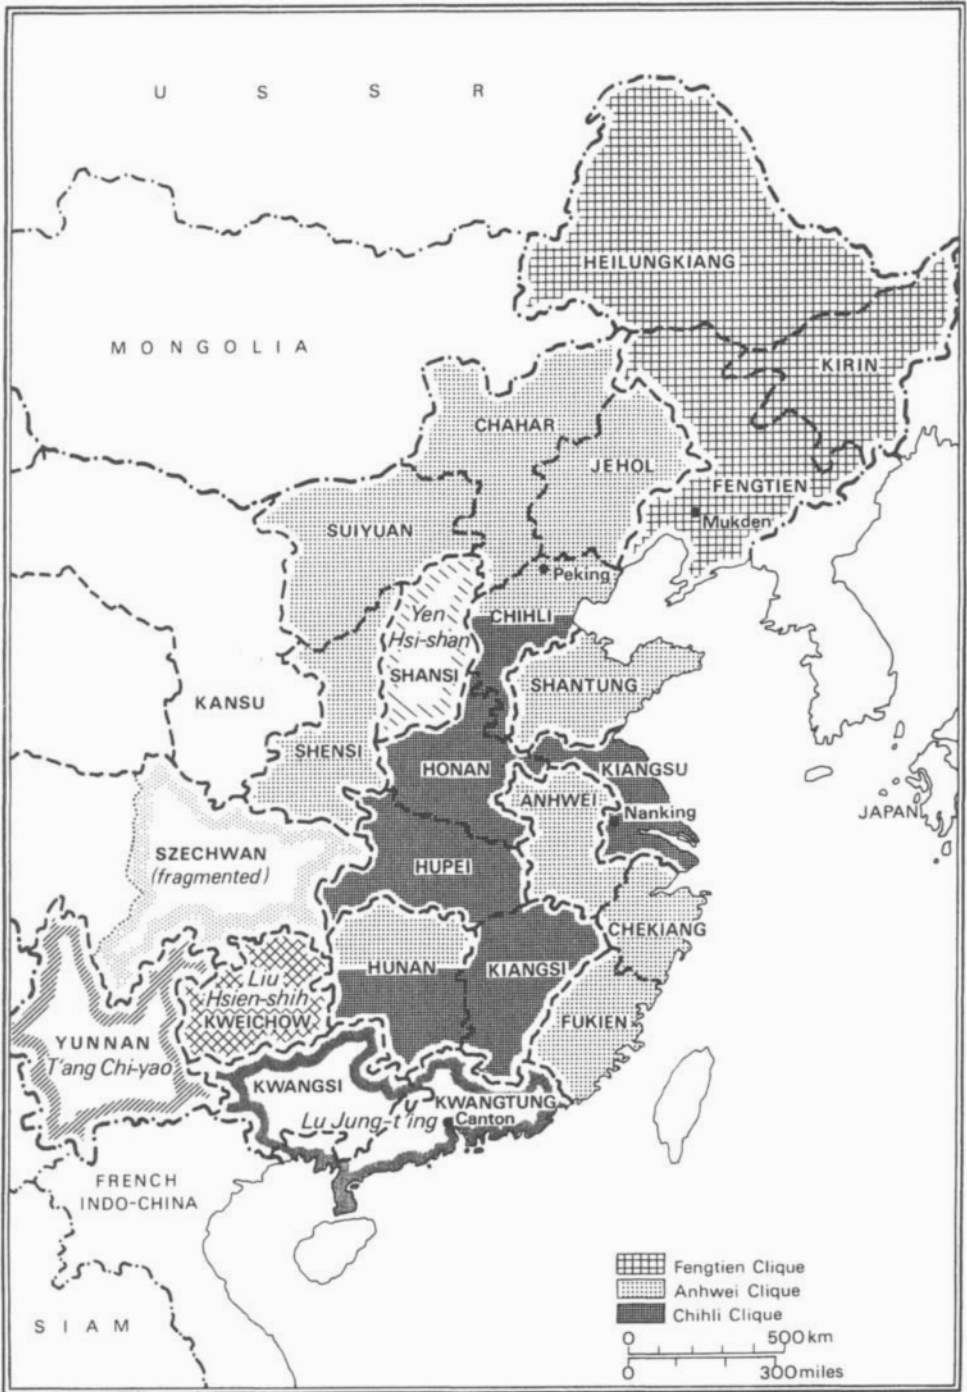 U S S R
HEILUNGKIANG
MONGOLIA
KIRIN
CHAHAR
JEHOL
FENGTIEN
Mukden
SUIYUAN
Peking
Yen
Hsi-shan
CHIHLI
SHANSI
SHANTUNG
KANSU
SHENSI
HONAN
KIANGSU
ANHWEI
Nanking
JAPAN
SZECHWAN
(fragmented)
HUPEI
CHEKIANG
HUNAN
KIANGSI
Liu
Hsien-shih
KWEICHOW
FUKIEN
YUNNAN
T'ang Chi-yao
KWANGSI
KWANGTUNG
Lu Jung-t'ing
Canton
FRENCH
INDO-CHINA
SIAM
Fengtien Clique
Anhwei Clique
Chihli Clique
0 500 km
0 300 miles